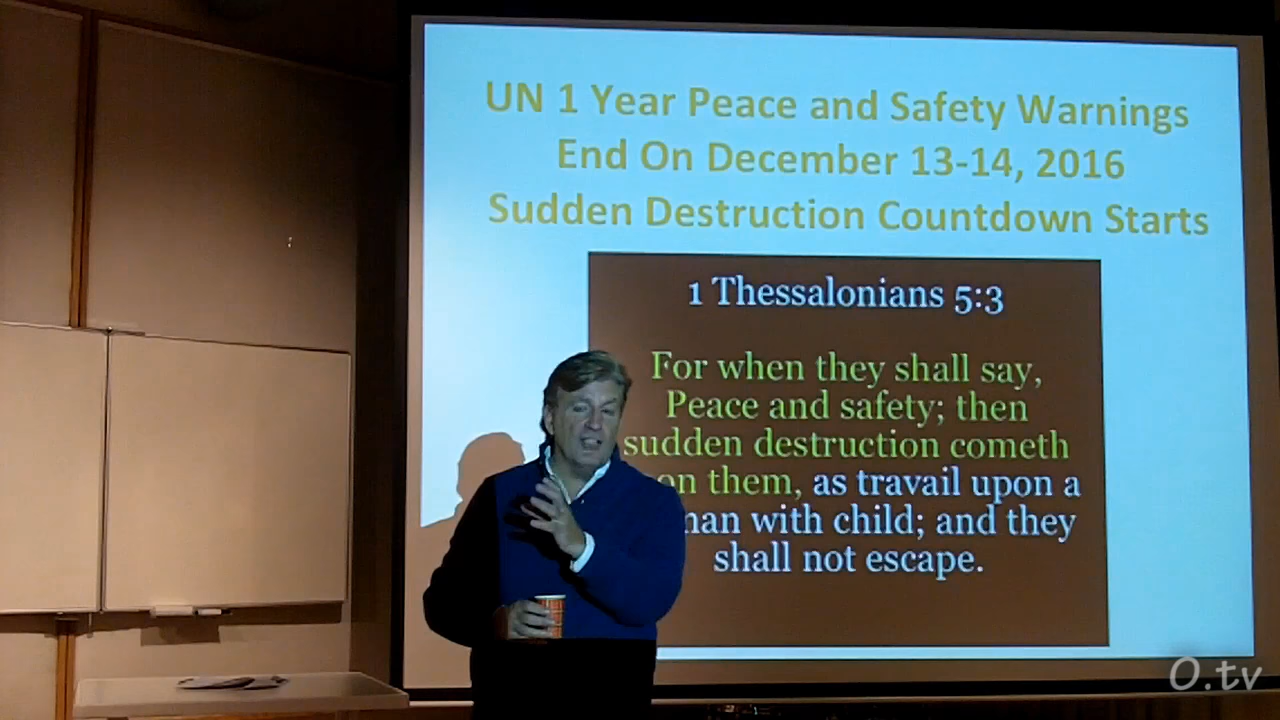 UN 1 Year Peace and Safety Warnings
End On December 13-14, 2016
Sudden Destruction Countdown Starts
1 Thessalonians 5:3
For when they shall say,
Peace and safety; then
sudden destruction cometh
on them, as travail upon a
man with child; and they
shall not escape.
O.tv